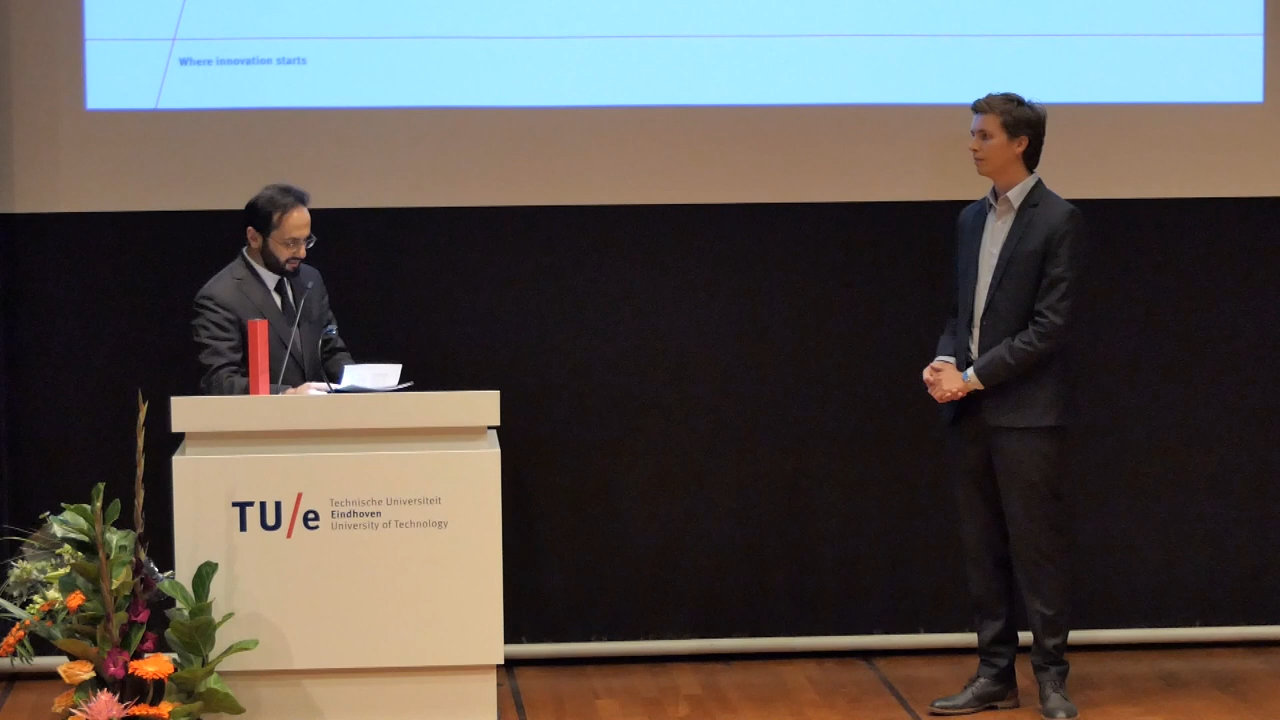 Where innovation starts
TU/e
Technische Universiteit
Eindhoven
University of Technology